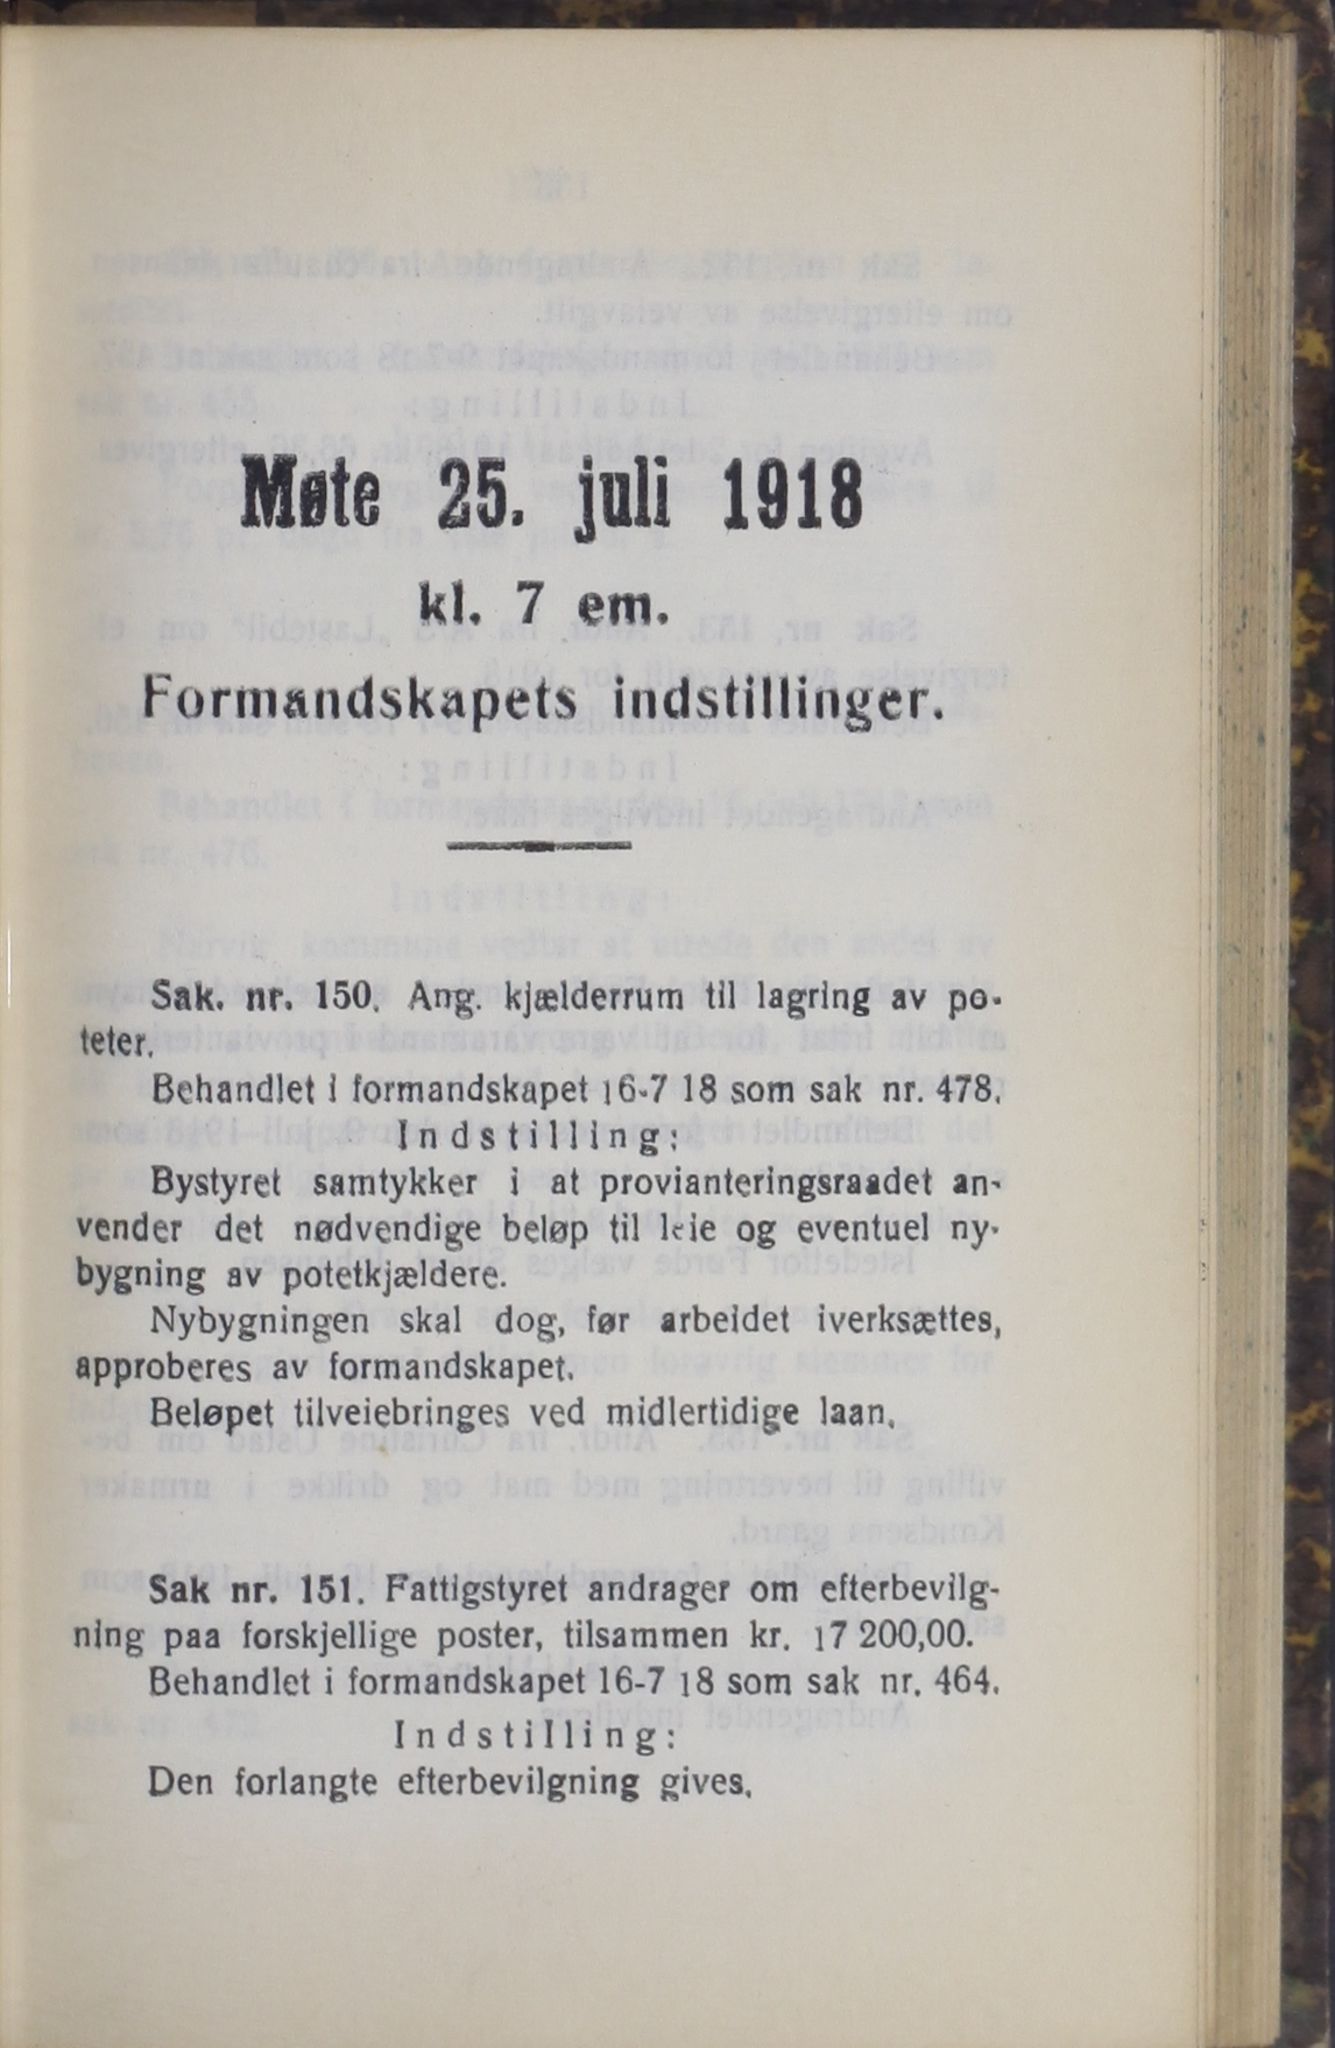 Møte 25. juli 1918
kl. 7 em.
Formandskapets indstillinger.
Sak. nr. 150. Ang. kjælderrum til lagring av po-
teter.
Behandlet i formandskapet 16-7 18 som sak nr. 478.
Indstilling:
Bystyret samtykker i at provianteringsraadet an-
vender det nødvendige beløp til leie og eventuel ny-
bygning av potetkjældere.
Nybygningen skal dog, før arbeidet iverksættes,
approberes av formandskapet.
Beløpet tilveiebringes ved midlertidige laan.
Sak nr. 151. Fattigstyret andrager om efterbevilg-
ning paa forskjellige poster, tilsammen kr. 17 200,00.
Behandlet i formandskapet 16-7 18 som sak nr. 464.
Indstilling:
Den forlangte efterbevilgning gives.